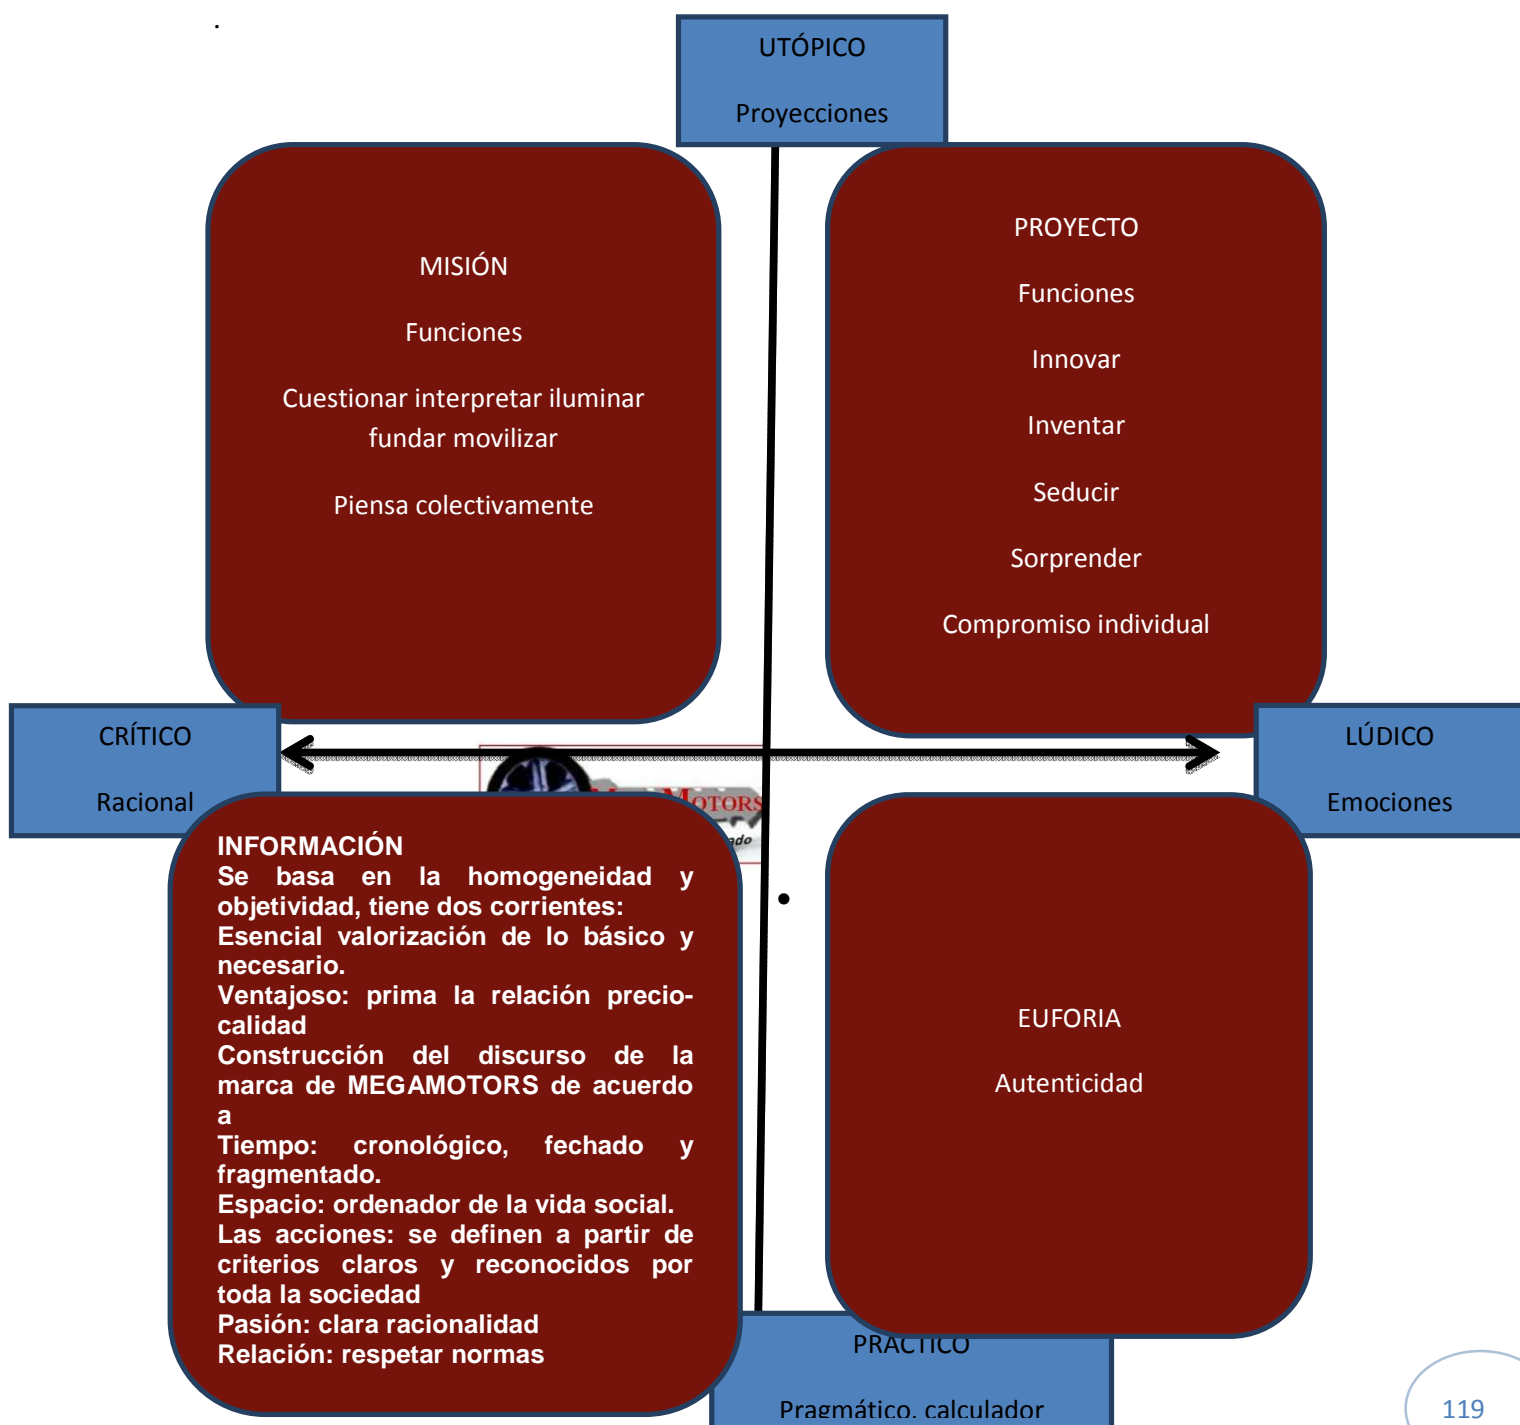 UTÓPICO
Proyecciones
MISIÓN
Funciones
Cuestionar interpretar iluminar
fundar movilizar
Piensa colectivamente
PROYECTO
Funciones
Innovar
Inventar
Seducir
Sorprender
Compromiso individual
CRÍTICO
Racional
LÚDICO
Emociones
MOTORS
INFORMACIÓN
Se basa en la homogeneidad y
objetividad, tiene dos corrientes:
Esencial valorización de lo básico y
necesario.
Ventajoso: prima la relación precio-
calidad
Construcción del discurso de la
marca de MEGAMOTORS de acuerdo
a
Tiempo: cronológico, fechado y
fragmentado.
Espacio: ordenador de la vida social.
Las acciones: se definen a partir de
criterios claros y reconocidos por
toda la sociedad
Pasión: clara racionalidad
Relación: respetar normas
EUFORIA
Autenticidad
PRÁCTICO
Pragmático, calculador
119